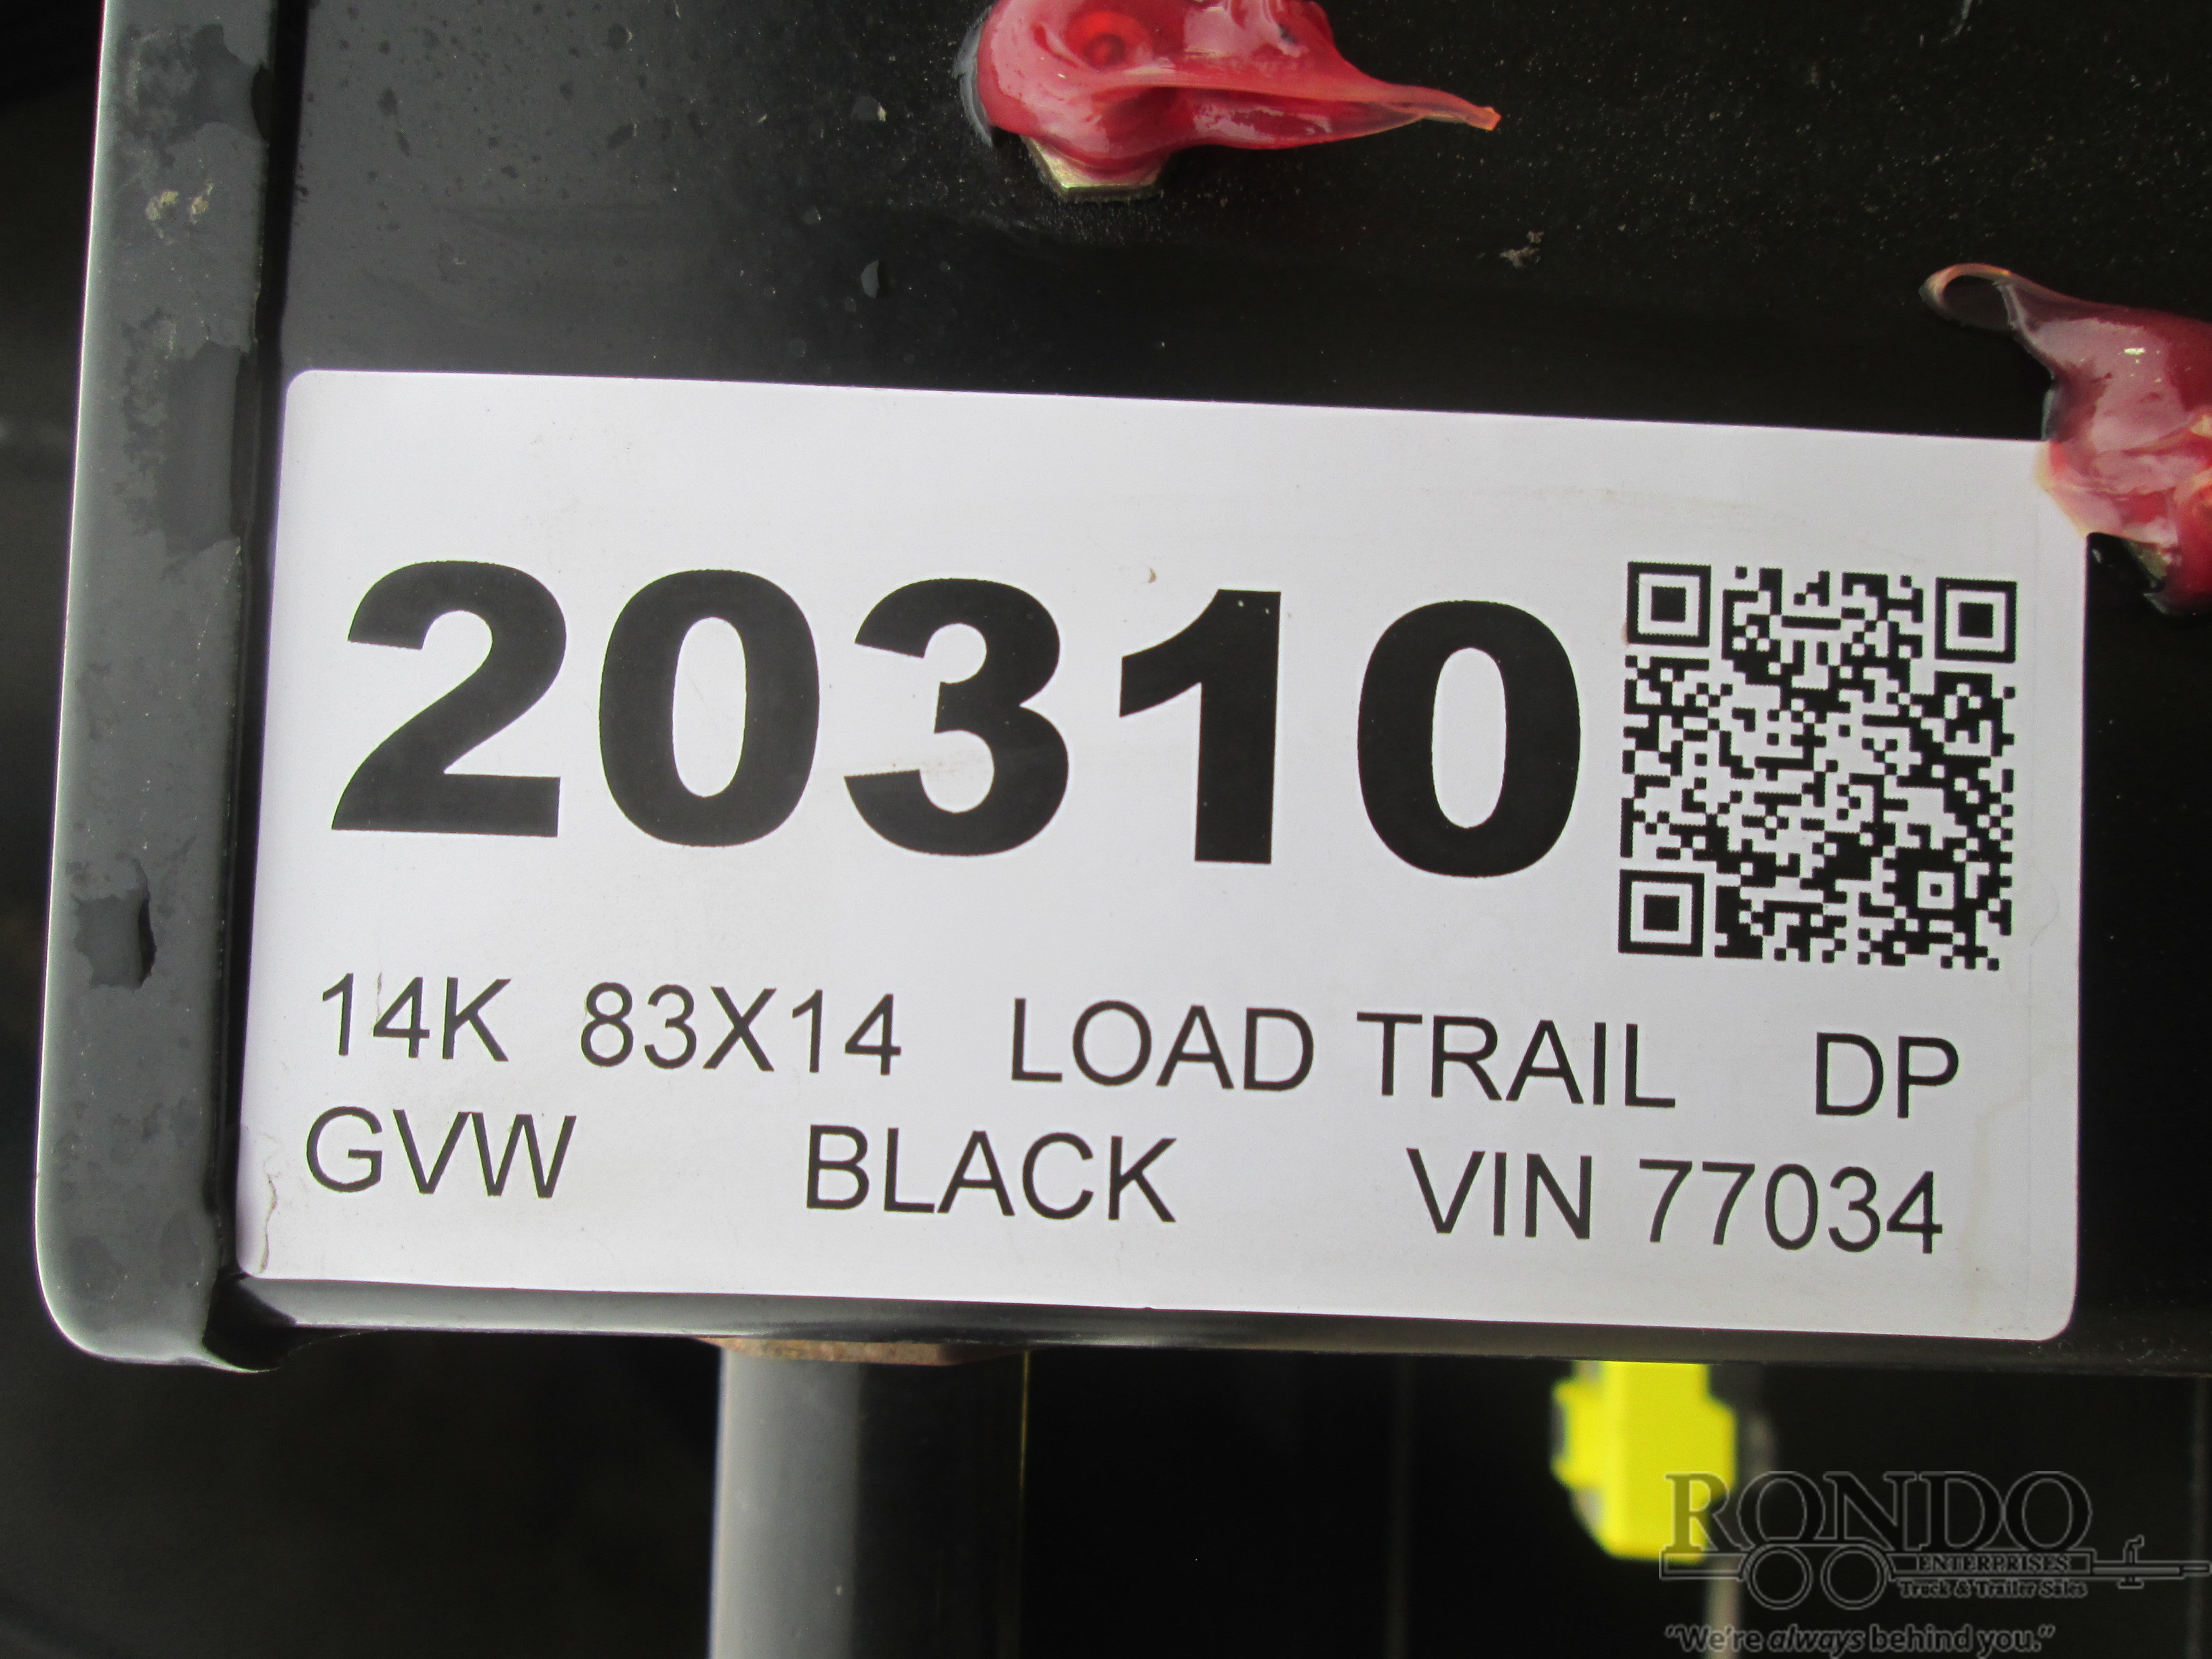 20310
14K 83X14 LOAD TRAIL DP
GVW BLACK VIN 77034
RONDO
ENTERPRISES
Truck & Trailer Sales
"We're always behind you."